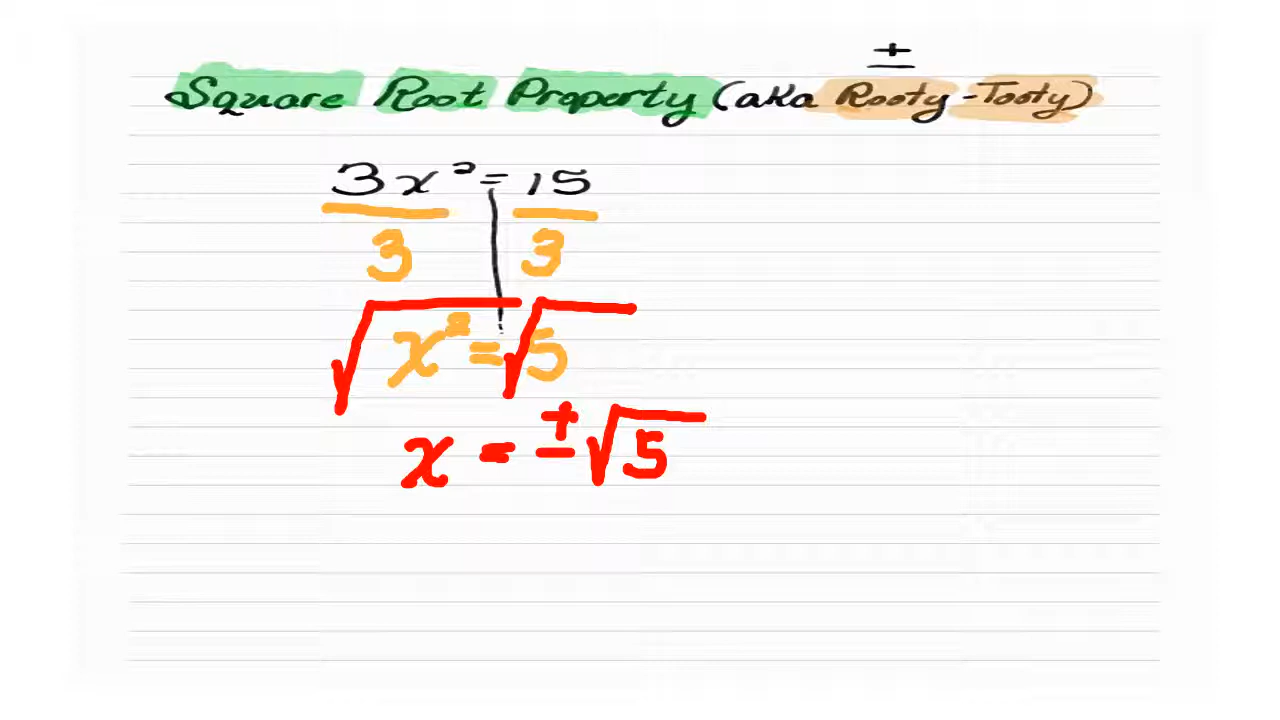 ±
Square Root Property (aka Rooty-Tooty)
3x² = 15
3 3
√x² = √5
x = ±√5